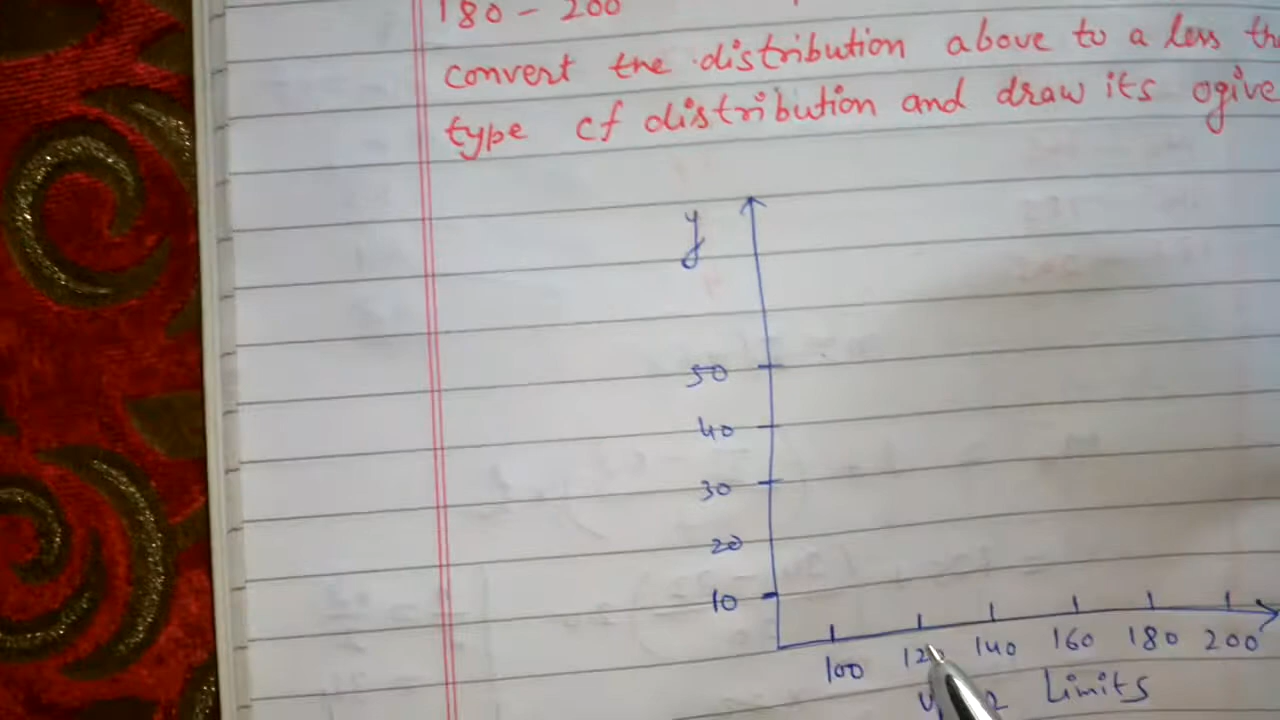 180 - 200
convert the distribution above to a less
type cf distribution and draw its ogive
y
50
40
30
20
10
100 120 140 160 180 200
Limits